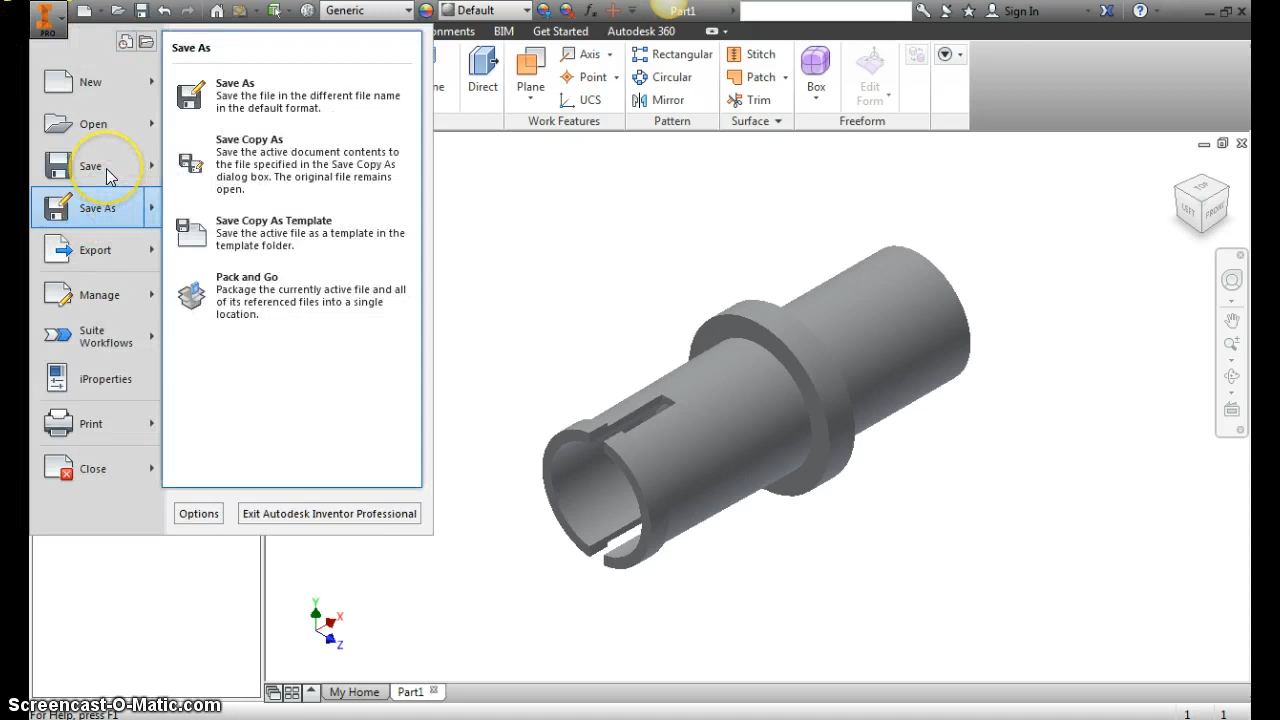 PRO
Generic
Default
Part1
Sign In
onments
BIM
Get Started
Autodesk 360
Save As
New
Open
Save
Save As
Export
Manage
Suite
Workflows
iProperties
Print
Close
Save As
Save the file in the different file name
in the default format.
Save Copy As
Save the active document contents to
the file specified in the Save Copy As
dialog box. The original file remains
open.
Save Copy As Template
Save the active file as a template in the
template folder.
Pack and Go
Package the currently active file and all
of its referenced files into a single
location.
Options
Exit Autodesk Inventor Professional
ne
Direct
Plane
Axis
Point
UCS
Work Features
Rectangular
Circular
Mirror
Pattern
Stitch
Patch
Trim
Surface
Box
Edit
Form
Freeform
TOP
LEFT
FRONT
Y
X
Z
My Home
Part1
Screencast-O-Matic.com
For Help, press F1
1
1